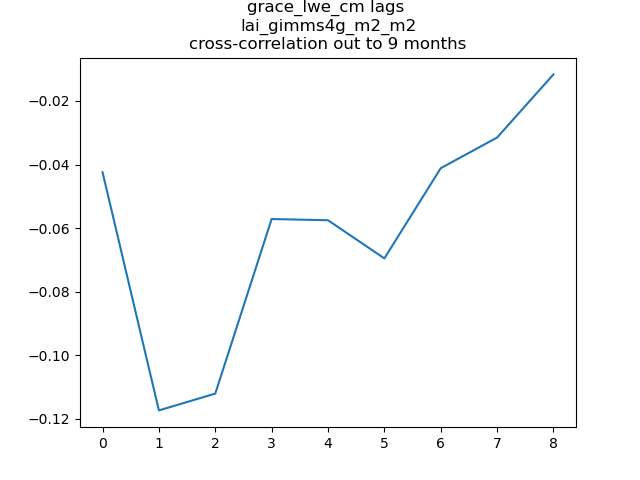 grace_lwe_cm lags
lai_gimms4g_m2_m2
cross-correlation out to 9 months
−0.02
−0.04
−0.06
−0.08
−0.10
−0.12
0 1 2 3 4 5 6 7 8